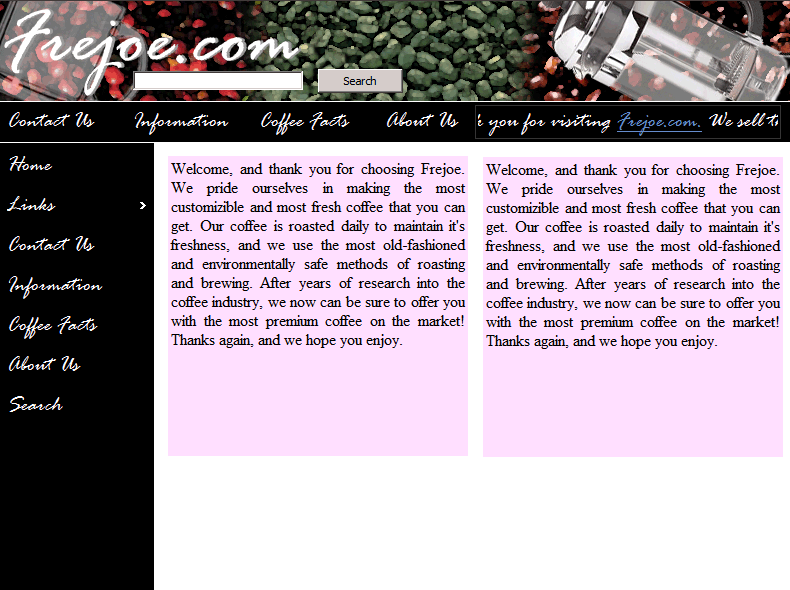 Frejoe.com
Search
Contact Us Information Coffee Facts About Us you for visiting Frejoe.com. We sell
Home
Links
Contact Us
Information
Coffee Facts
About Us
Search
Welcome, and thank you for choosing Frejoe.
We pride ourselves in making the most
customizible and most fresh coffee that you can
get. Our coffee is roasted daily to maintain it's
freshness, and we use the most old-fashioned
and environmentally safe methods of roasting
and brewing. After years of research into the
coffee industry, we now can be sure to offer you
with the most premium coffee on the market!
Thanks again, and we hope you enjoy.
Welcome, and thank you for choosing Frejoe.
We pride ourselves in making the most
customizible and most fresh coffee that you can
get. Our coffee is roasted daily to maintain it's
freshness, and we use the most old-fashioned
and environmentally safe methods of roasting
and brewing. After years of research into the
coffee industry, we now can be sure to offer you
with the most premium coffee on the market!
Thanks again, and we hope you enjoy.